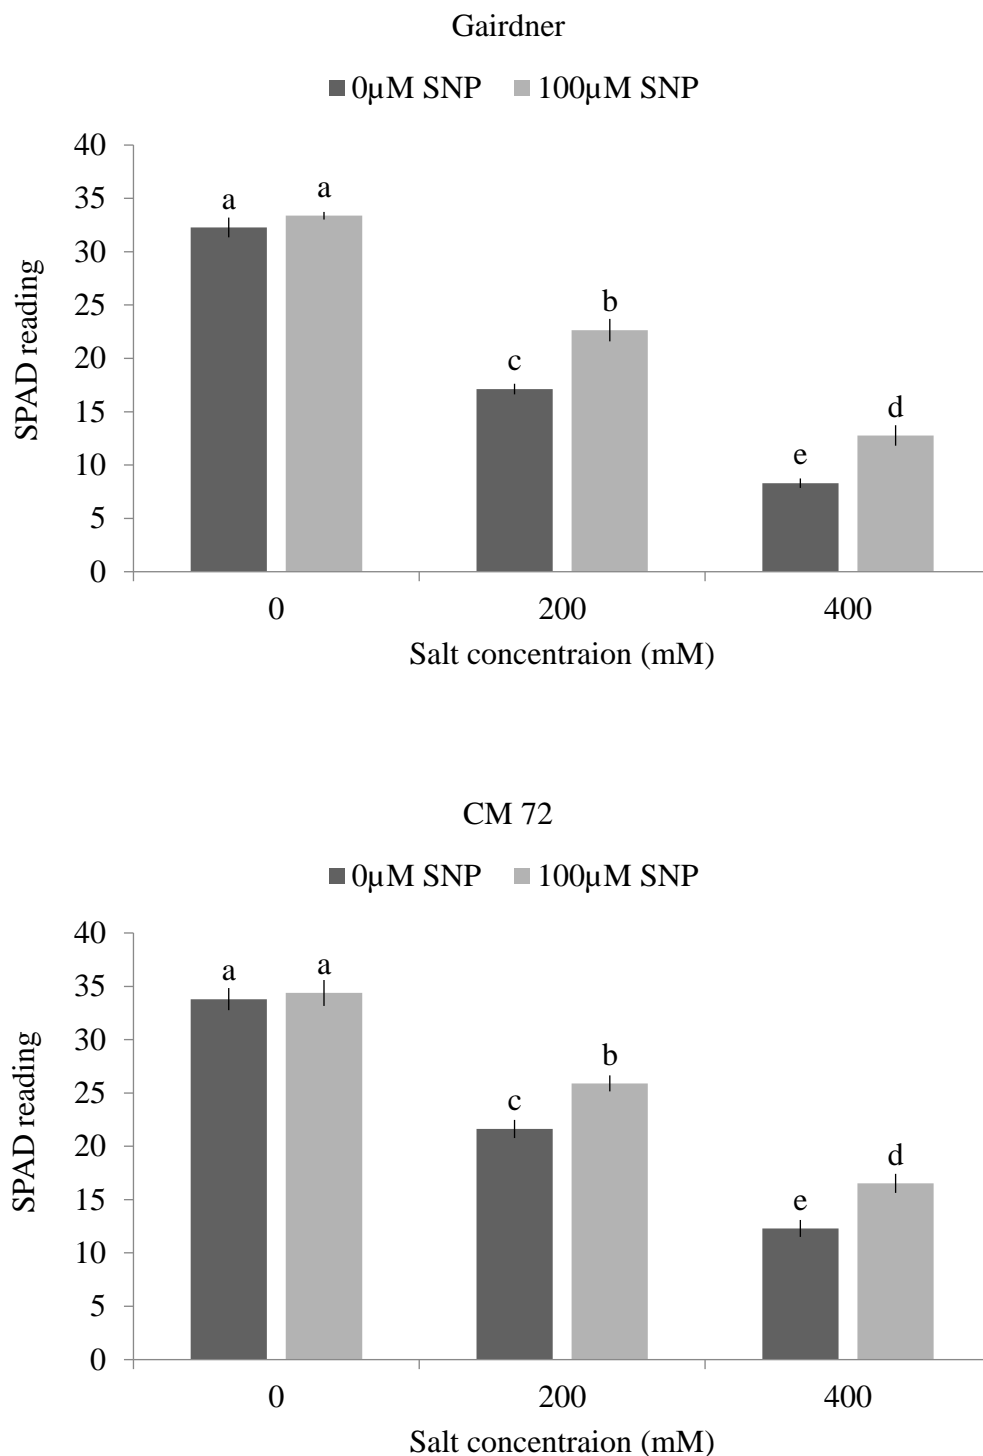 Gairdner
0µM SNP 100µM SNP
SPAD reading
40
35
30
25
20
15
10
5
0
a
a
c
b
e
d
0 200 400
Salt concentraion (mM)
CM 72
0µM SNP 100µM SNP
SPAD reading
40
35
30
25
20
15
10
5
0
a
a
c
b
e
d
0 200 400
Salt concentraion (mM)